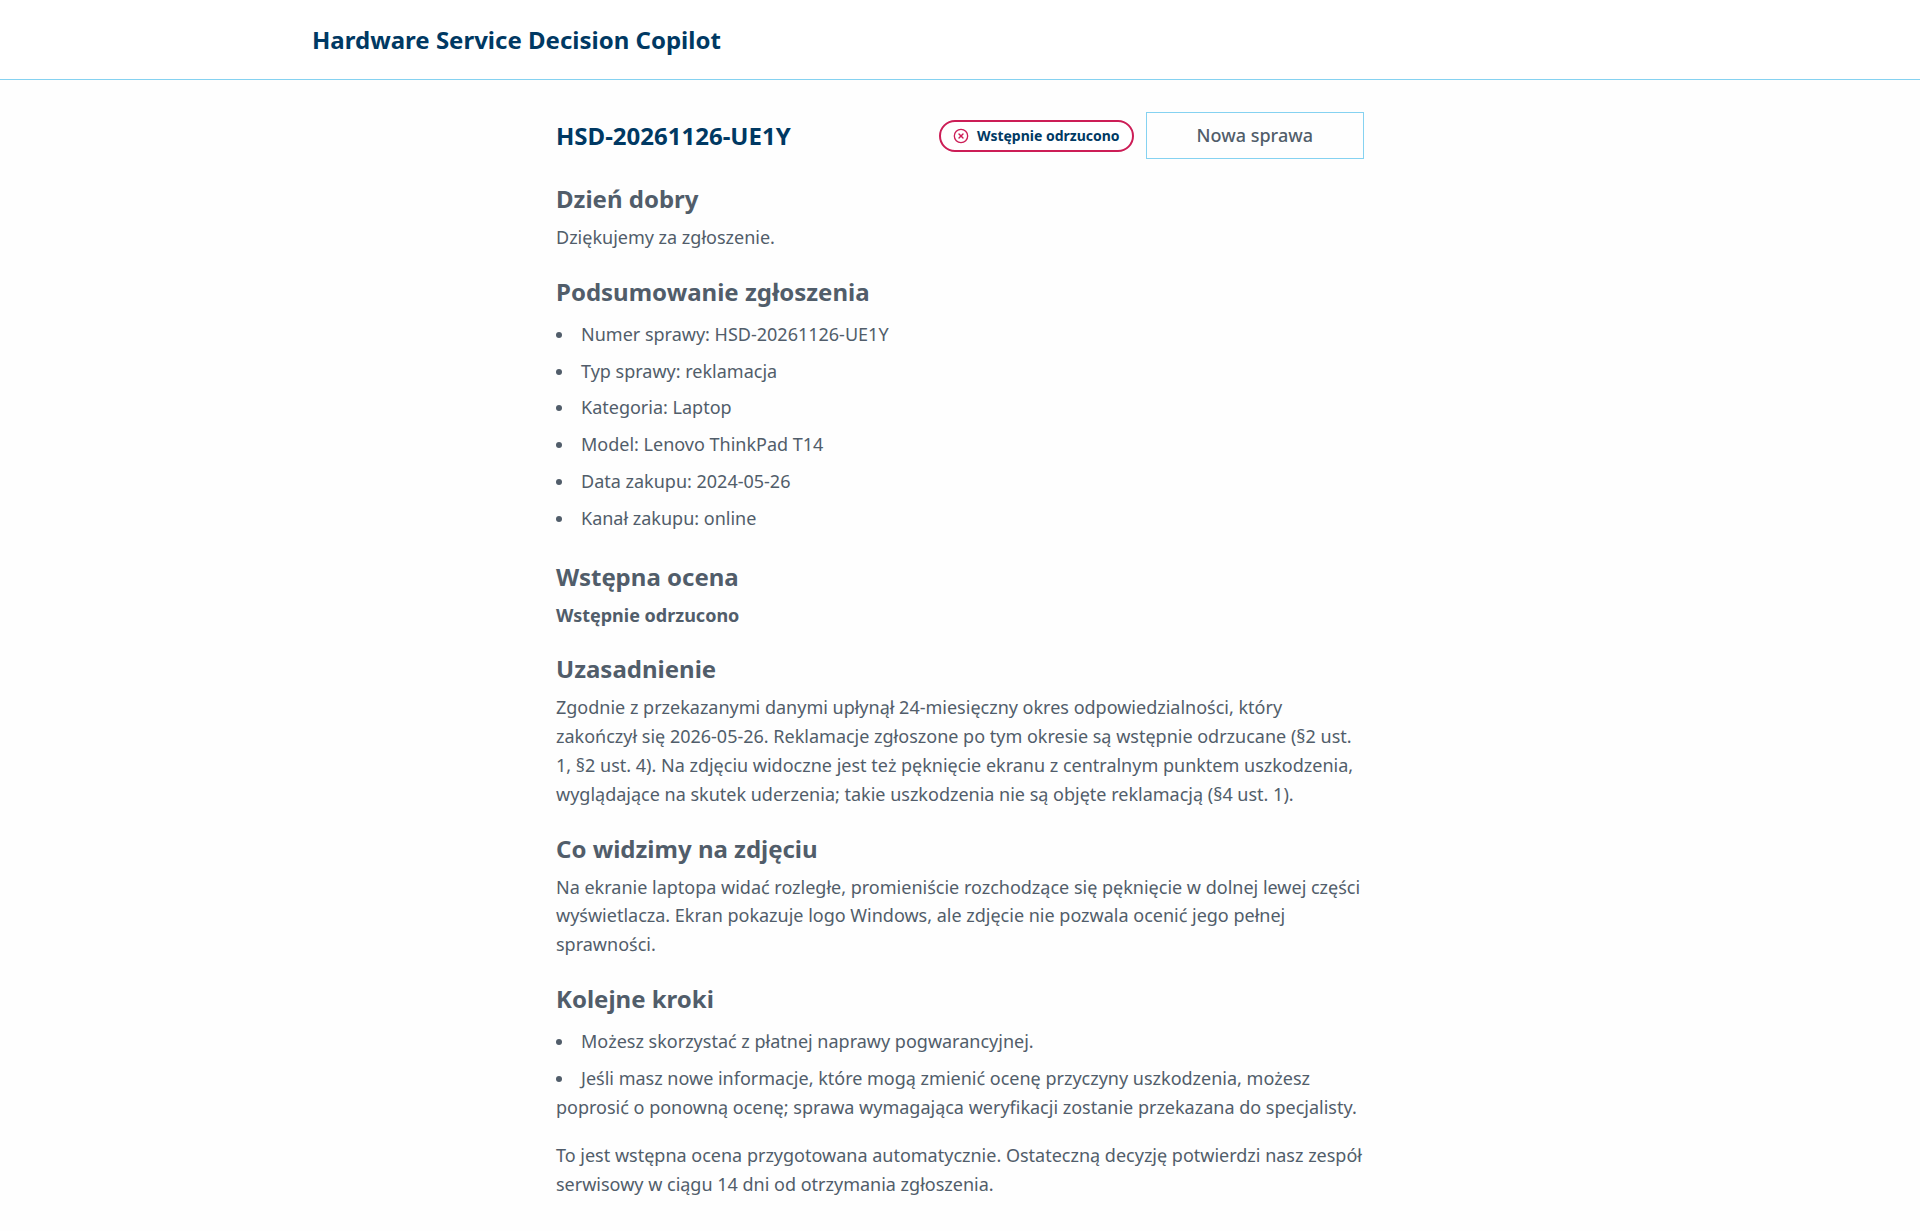 Hardware Service Decision Copilot
HSD-20261126-UE1Y
Wstępnie odrzucono
Nowa sprawa
Dzień dobry
Dziękujemy za zgłoszenie.
Podsumowanie zgłoszenia
• Numer sprawy: HSD-20261126-UE1Y
• Typ sprawy: reklamacja
• Kategoria: Laptop
• Model: Lenovo ThinkPad T14
• Data zakupu: 2024-05-26
• Kanał zakupu: online
Wstępna ocena
Wstępnie odrzucono
Uzasadnienie
Zgodnie z przekazanymi danymi upłynął 24-miesięczny okres odpowiedzialności, który
zakończył się 2026-05-26. Reklamacje zgłoszone po tym okresie są wstępnie odrzucane (§2 ust.
1, §2 ust. 4). Na zdjęciu widoczne jest też pęknięcie ekranu z centralnym punktem uszkodzenia,
wyglądające na skutek uderzenia; takie uszkodzenia nie są objęte reklamacją (§4 ust. 1).
Co widzimy na zdjęciu
Na ekranie laptopa widać rozległe, promieniście rozchodzące się pęknięcie w dolnej lewej części
wyświetlacza. Ekran pokazuje logo Windows, ale zdjęcie nie pozwala ocenić jego pełnej
sprawności.
Kolejne kroki
• Możesz skorzystać z płatnej naprawy pogwarancyjnej.
• Jeśli masz nowe informacje, które mogą zmienić ocenę przyczyny uszkodzenia, możesz
poprosić o ponowną ocenę; sprawa wymagająca weryfikacji zostanie przekazana do specjalisty.
To jest wstępna ocena przygotowana automatycznie. Ostateczną decyzję potwierdzi nasz zespół
serwisowy w ciągu 14 dni od otrzymania zgłoszenia.